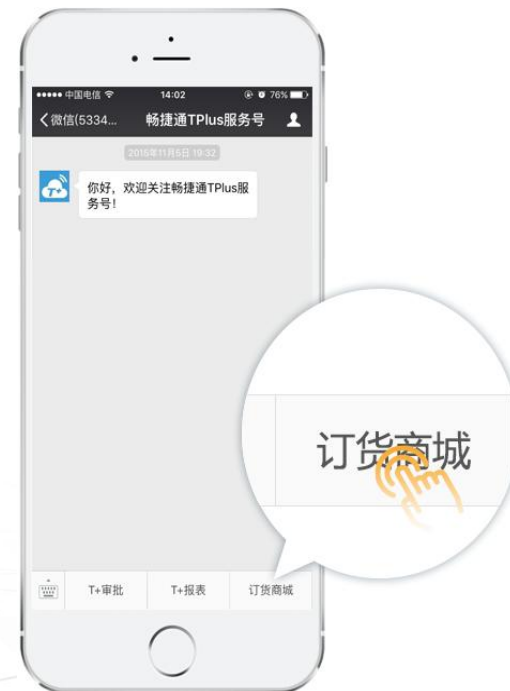 中国电信 14:02 76%
微信(5334... 畅捷通TPlus服务号
2015年11月5日 19:32
T+
你好，欢迎关注畅捷通TPlus服
务号！
订货商城
T+审批 T+报表 订货商城